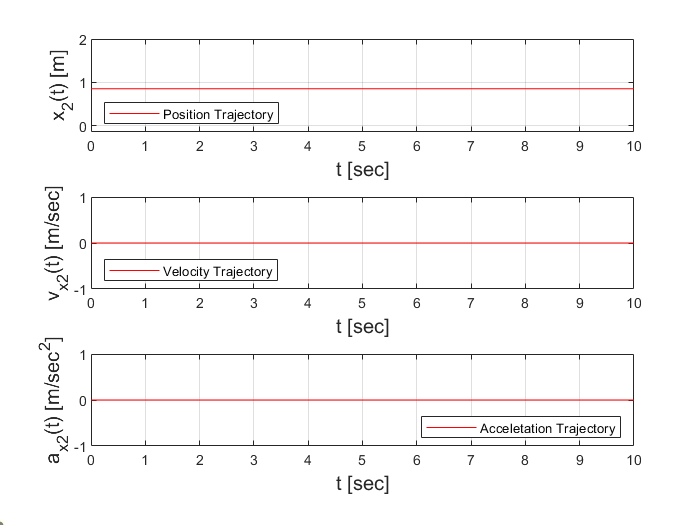 2
1
0
x2(t) [m]
Position Trajectory
0 1 2 3 4 5 6 7 8 9 10
t [sec]
1
0
-1
vx2(t) [m/sec]
Velocity Trajectory
0 1 2 3 4 5 6 7 8 9 10
t [sec]
1
0
-1
ax2(t) [m/sec2]
Acceletation Trajectory
0 1 2 3 4 5 6 7 8 9 10
t [sec]